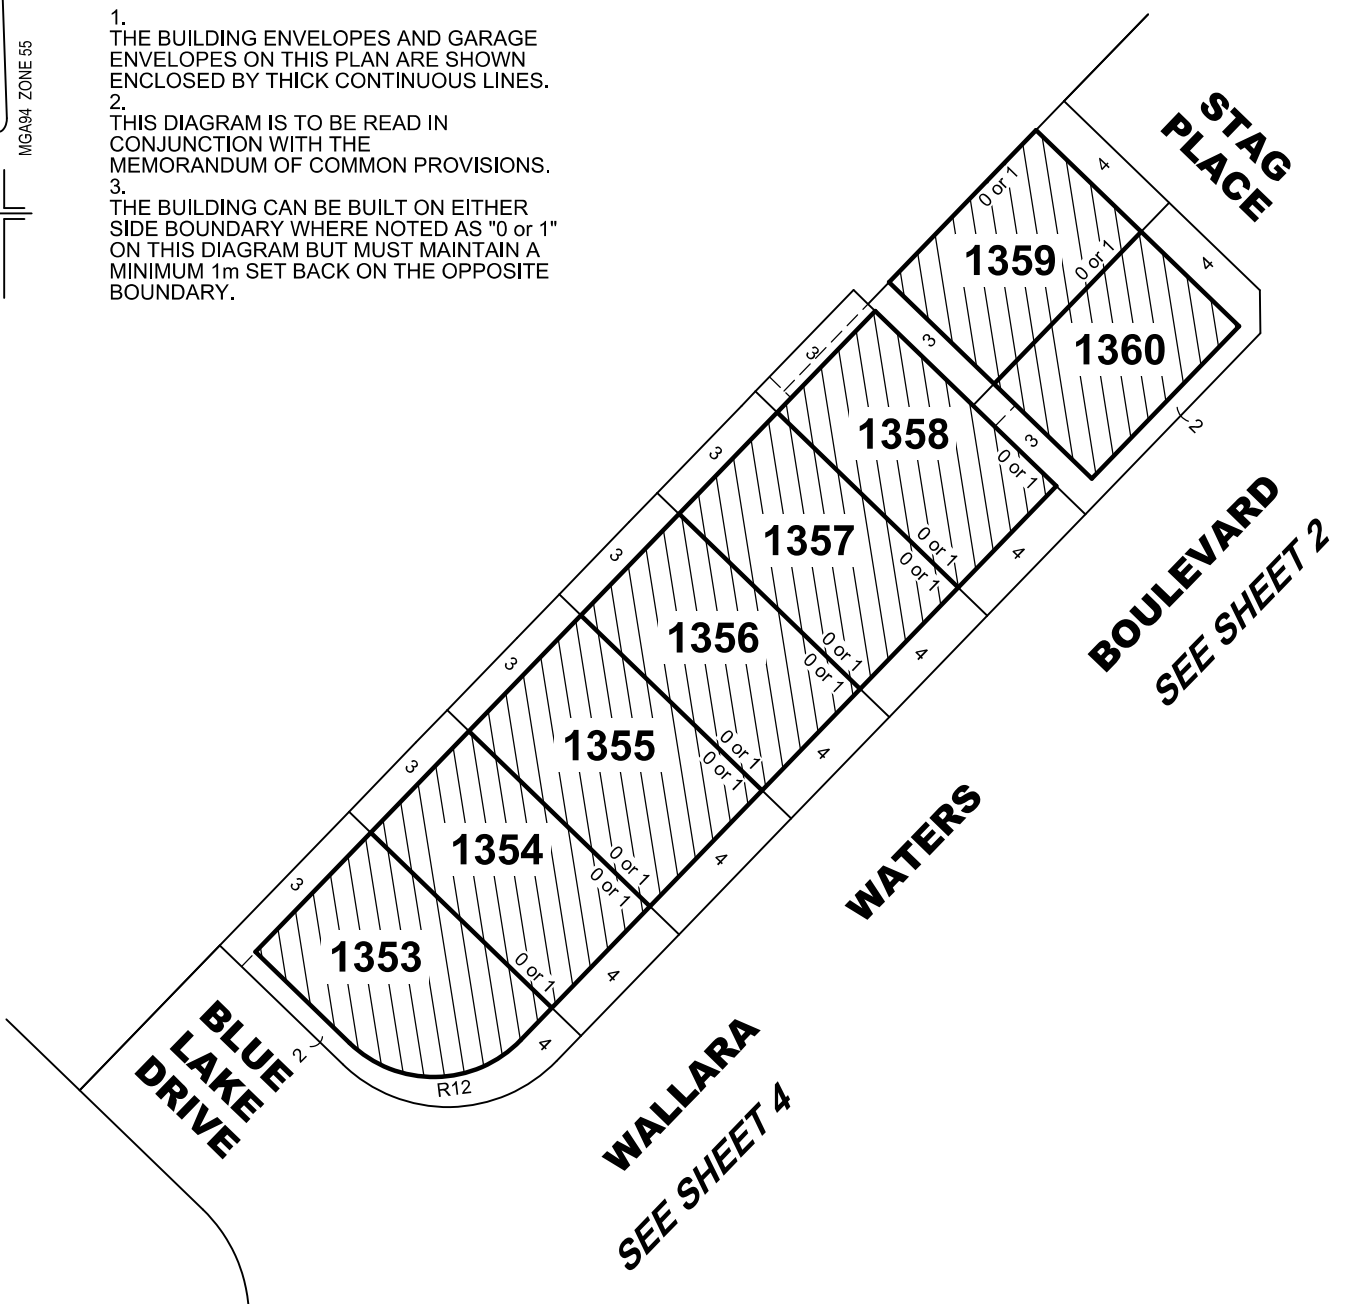 MGA94 ZONE 55
1.
THE BUILDING ENVELOPES AND GARAGE
ENVELOPES ON THIS PLAN ARE SHOWN
ENCLOSED BY THICK CONTINUOUS LINES.
2.
THIS DIAGRAM IS TO BE READ IN
CONJUNCTION WITH THE
MEMORANDUM OF COMMON PROVISIONS.
3.
THE BUILDING CAN BE BUILT ON EITHER
SIDE BOUNDARY WHERE NOTED AS "0 or 1"
ON THIS DIAGRAM BUT MUST MAINTAIN A
MINIMUM 1m SET BACK ON THE OPPOSITE
BOUNDARY.
STAG
PLACE
4
0 or 1
1359
0 or 1
4
1360
3
3
2
3
1358
0 or 1
0 or 1
4
3
1357
0 or 1
0 or 1
4
3
1356
0 or 1
0 or 1
4
3
1355
0 or 1
0 or 1
4
3
1354
0 or 1
0 or 1
4
3
1353
0 or 1
4
R12
2
BLUE
LAKE
DRIVE
WALLARA
WATERS
BOULEVARD
SEE SHEET 2
SEE SHEET 4